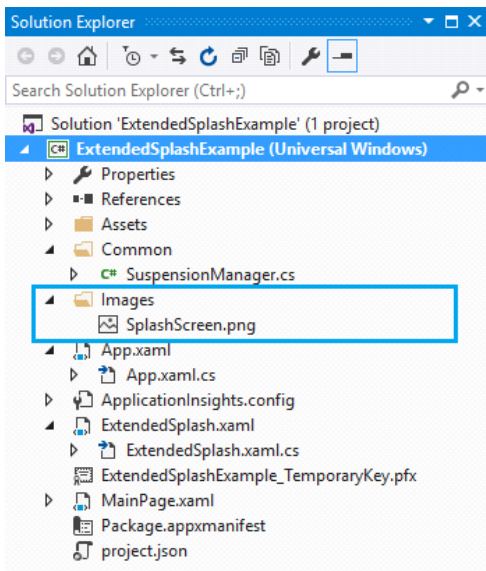 Solution Explorer
Search Solution Explorer (Ctrl+;)
Solution 'ExtendedSplashExample' (1 project)
C# ExtendedSplashExample (Universal Windows)
Properties
References
Assets
Common
C# SuspensionManager.cs
Images
SplashScreen.png
App.xaml
App.xaml.cs
ApplicationInsights.config
ExtendedSplash.xaml
ExtendedSplash.xaml.cs
ExtendedSplashExample_TemporaryKey.pfx
MainPage.xaml
Package.appxmanifest
project.json